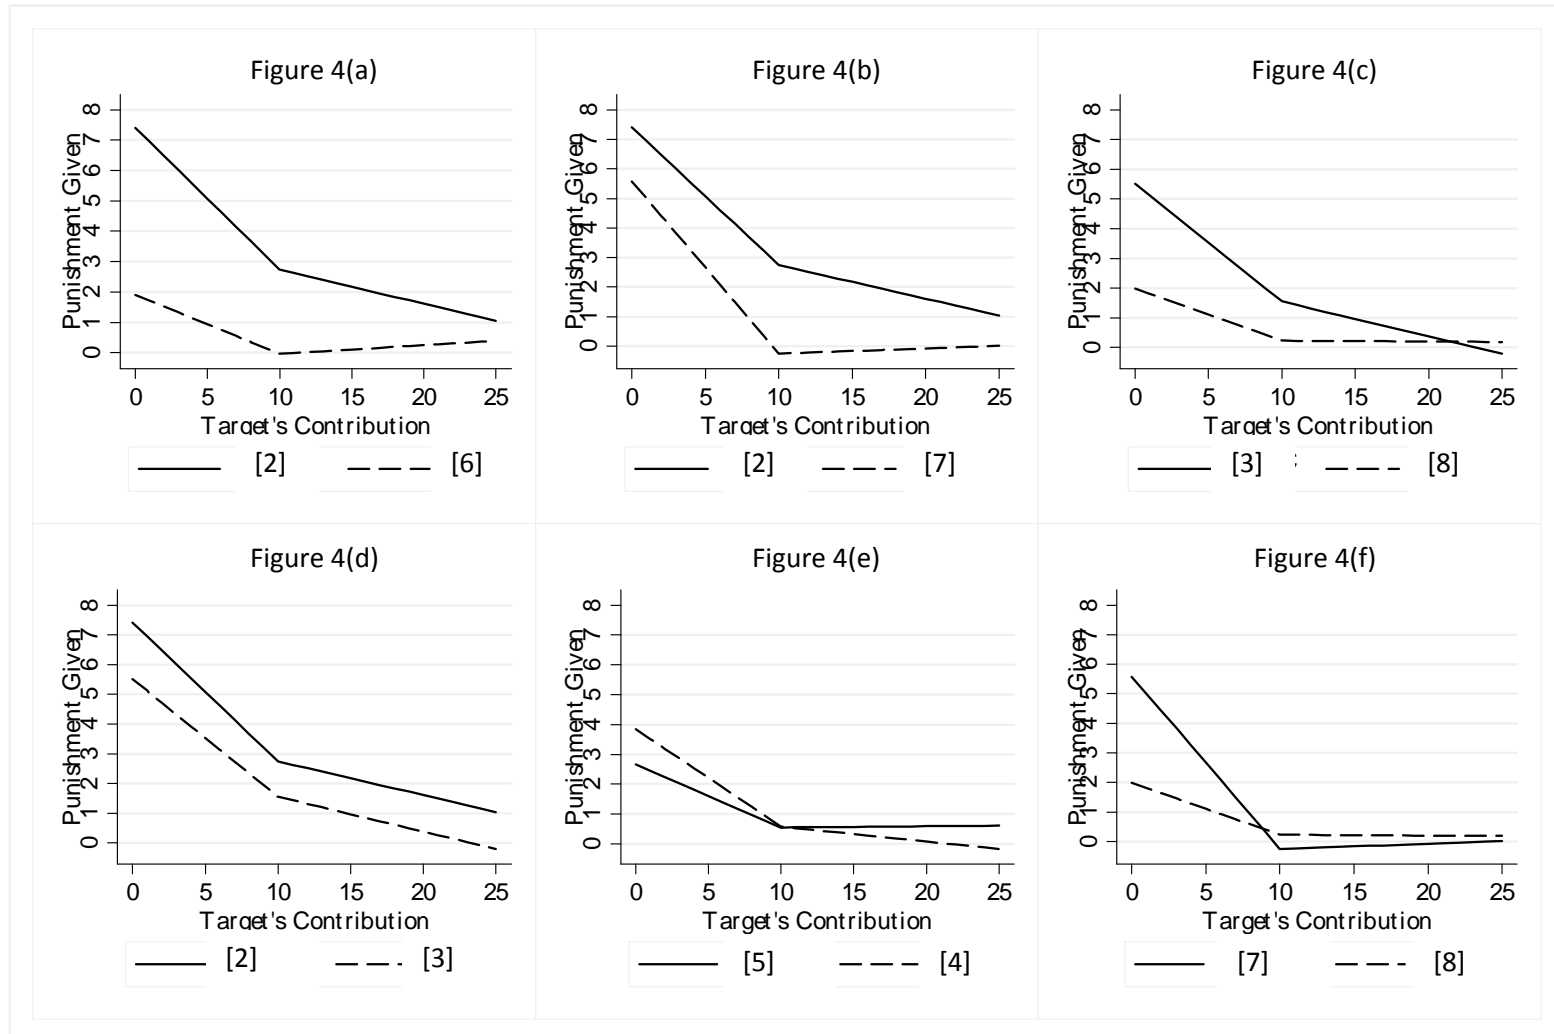 Figure 4(a)
Punishment Given
8
7
6
5
4
3
2
1
0
0 5 10 15 20 25
Target's Contribution
[2] [6]
Figure 4(b)
Punishment Given
8
7
6
5
4
3
2
1
0
0 5 10 15 20 25
Target's Contribution
[2] [7]
Figure 4(c)
Punishment Given
8
7
6
5
4
3
2
1
0
0 5 10 15 20 25
Target's Contribution
[3] [8]
Figure 4(d)
Punishment Given
8
7
6
5
4
3
2
1
0
0 5 10 15 20 25
Target's Contribution
[2] [3]
Figure 4(e)
Punishment Given
8
7
6
5
4
3
2
1
0
0 5 10 15 20 25
Target's Contribution
[5] [4]
Figure 4(f)
Punishment Given
8
7
6
5
4
3
2
1
0
0 5 10 15 20 25
Target's Contribution
[7] [8]